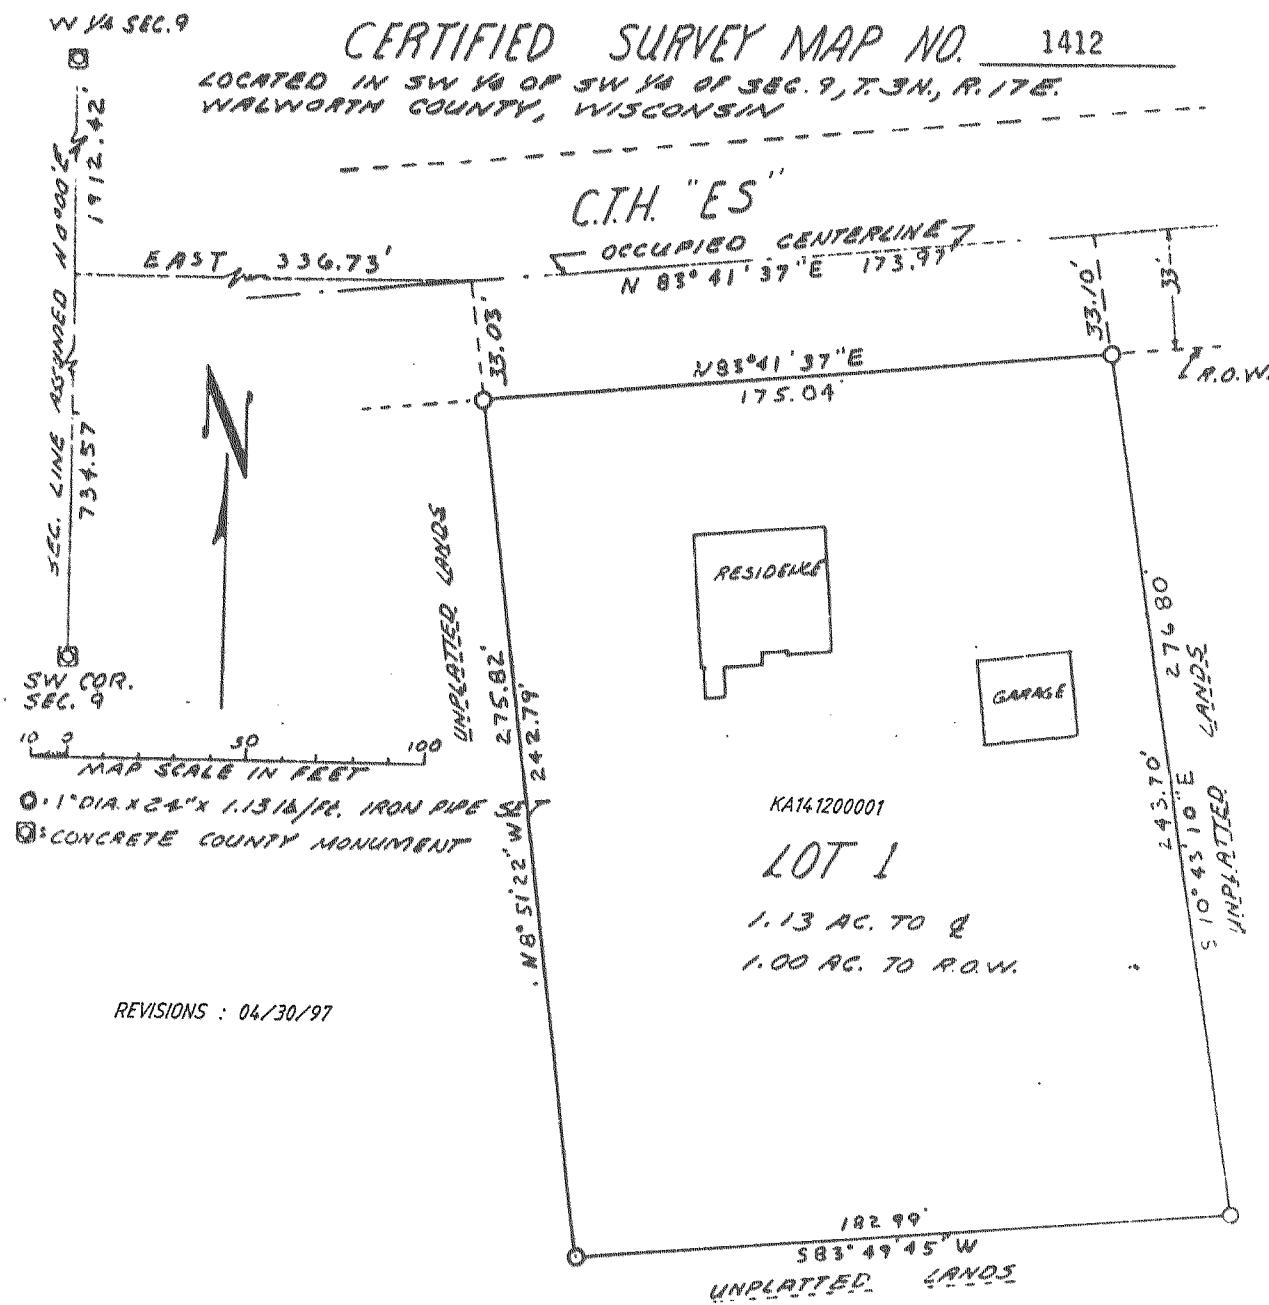 W 1/4 SEC. 9
CERTIFIED SURVEY MAP NO. 1412
LOCATED IN SW 1/4 OF SW 1/4 OF SEC. 9, T.3N., R.17E.
WALWORTH COUNTY, WISCONSIN
1912.42'
SEC. LINE ASSUMED N0°00'E
734.57
C.T.H. "ES"
EAST 336.73'
OCCUPIED CENTERLINE
N 83° 41' 37" E 173.97'
33.03'
33.10'
33'
R.O.W.
N83°41'37"E
175.04'
N
UNPLATTED LANDS
RESIDENCE
GARAGE
SW COR.
SEC. 9
10 0 50 100
MAP SCALE IN FEET
O: 1" DIA. x 24" x 1.13 lb/Ft. IRON PIPE SET
: CONCRETE COUNTY MONUMENT
275.82'
242.79'
N8° 51' 22" W
276.80'
243.70'
S 10° 43' 10" E
UNPLATTED LANDS
KA141200001
LOT 1
1.13 AC. TO ℄
1.00 AC. TO R.O.W.
REVISIONS : 04/30/97
182.99'
S83° 49' 45" W
UNPLATTED LANDS